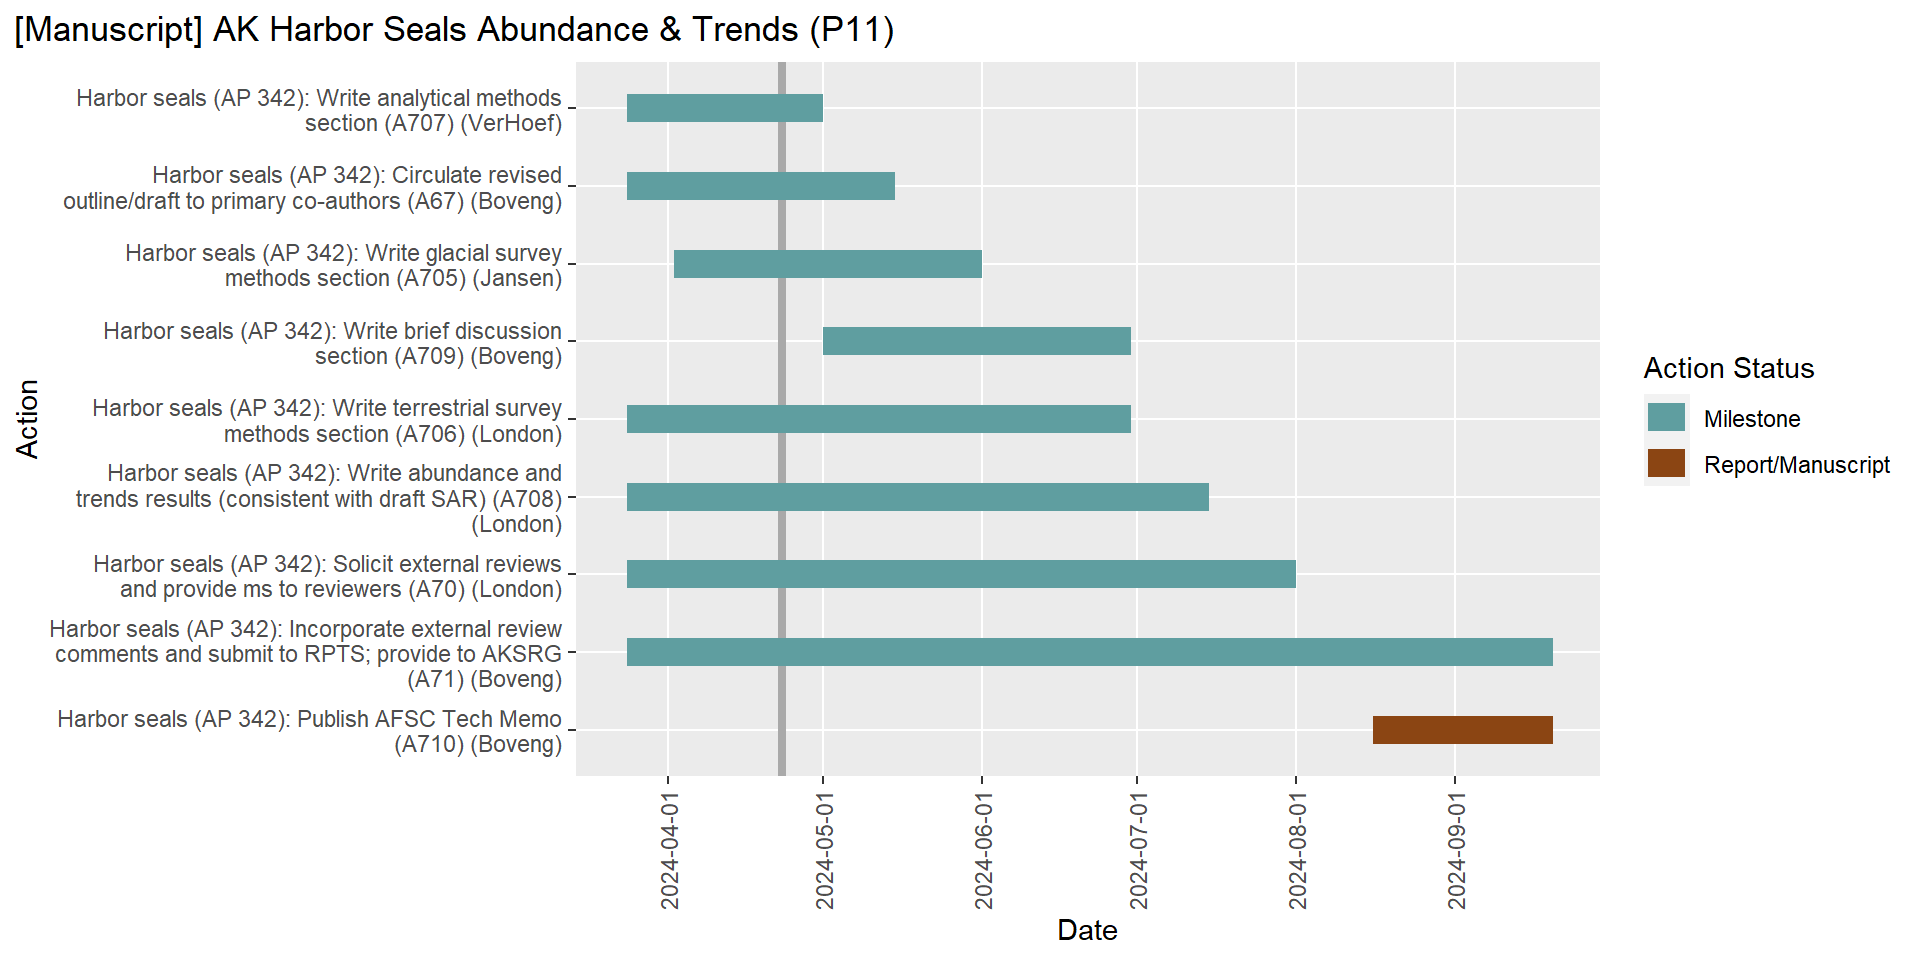 [Manuscript] AK Harbor Seals Abundance & Trends (P11)
Action
Harbor seals (AP 342): Write analytical methods
section (A707) (VerHoef)
Harbor seals (AP 342): Circulate revised
outline/draft to primary co-authors (A67) (Boveng)
Harbor seals (AP 342): Write glacial survey
methods section (A705) (Jansen)
Harbor seals (AP 342): Write brief discussion
section (A709) (Boveng)
Harbor seals (AP 342): Write terrestrial survey
methods section (A706) (London)
Harbor seals (AP 342): Write abundance and
trends results (consistent with draft SAR) (A708)
(London)
Harbor seals (AP 342): Solicit external reviews
and provide ms to reviewers (A70) (London)
Harbor seals (AP 342): Incorporate external review
comments and submit to RPTS; provide to AKSRG
(A71) (Boveng)
Harbor seals (AP 342): Publish AFSC Tech Memo
(A710) (Boveng)
2024-04-01
2024-05-01
2024-06-01
2024-07-01
2024-08-01
2024-09-01
Date
Action Status
Milestone
Report/Manuscript